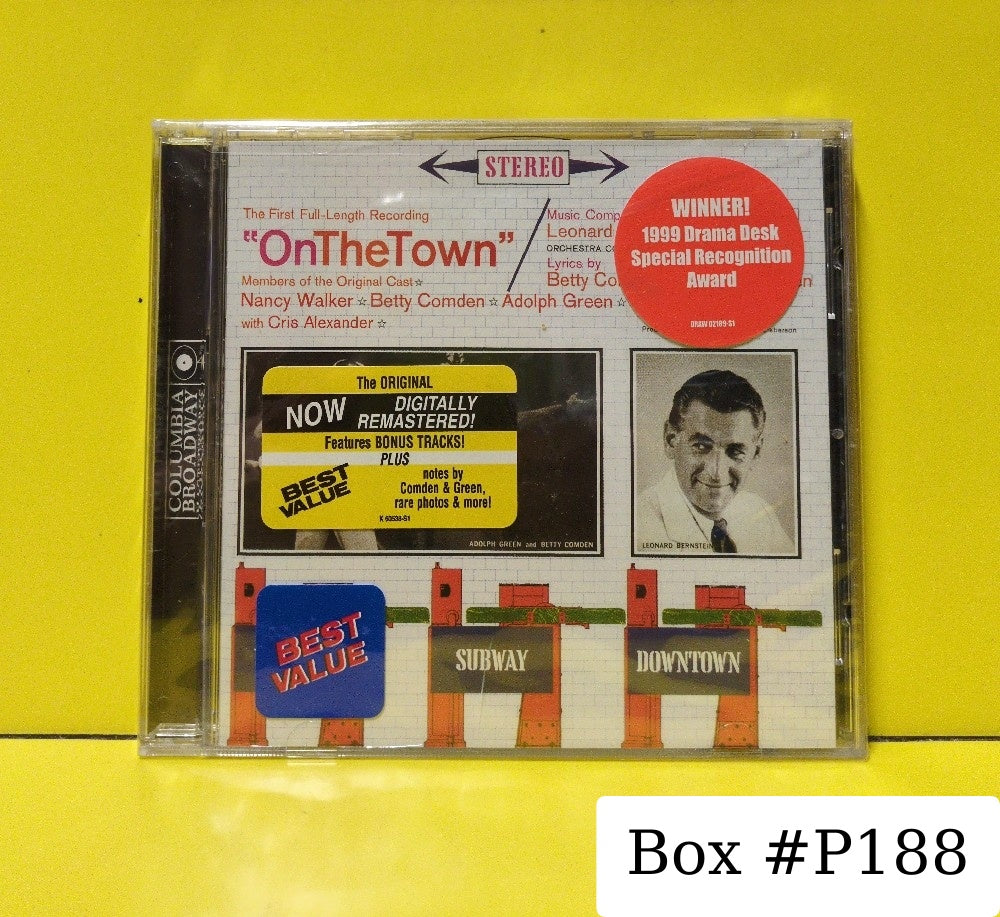 STEREO
The First Full-Length Recording
"OnTheTown"
Members of the Original Cast☆
Nancy Walker ☆ Betty Comden ☆ Adolph Green ☆
with Cris Alexander ☆
Music Comp
Leonard
ORCHESTRA
Lyrics by
Betty
WINNER!
1999 Drama Desk
Special Recognition
Award
COLUMBIA
BROADWAY
The ORIGINAL
NOW DIGITALLY
REMASTERED!
Features BONUS TRACKS!
PLUS
BEST
VALUE
notes by
Comden & Green,
rare photos & more!
ADOLPH GREEN and BETTY COMDEN
LEONARD BERNSTEIN
BEST
VALUE
SUBWAY
DOWNTOWN
Box #P188